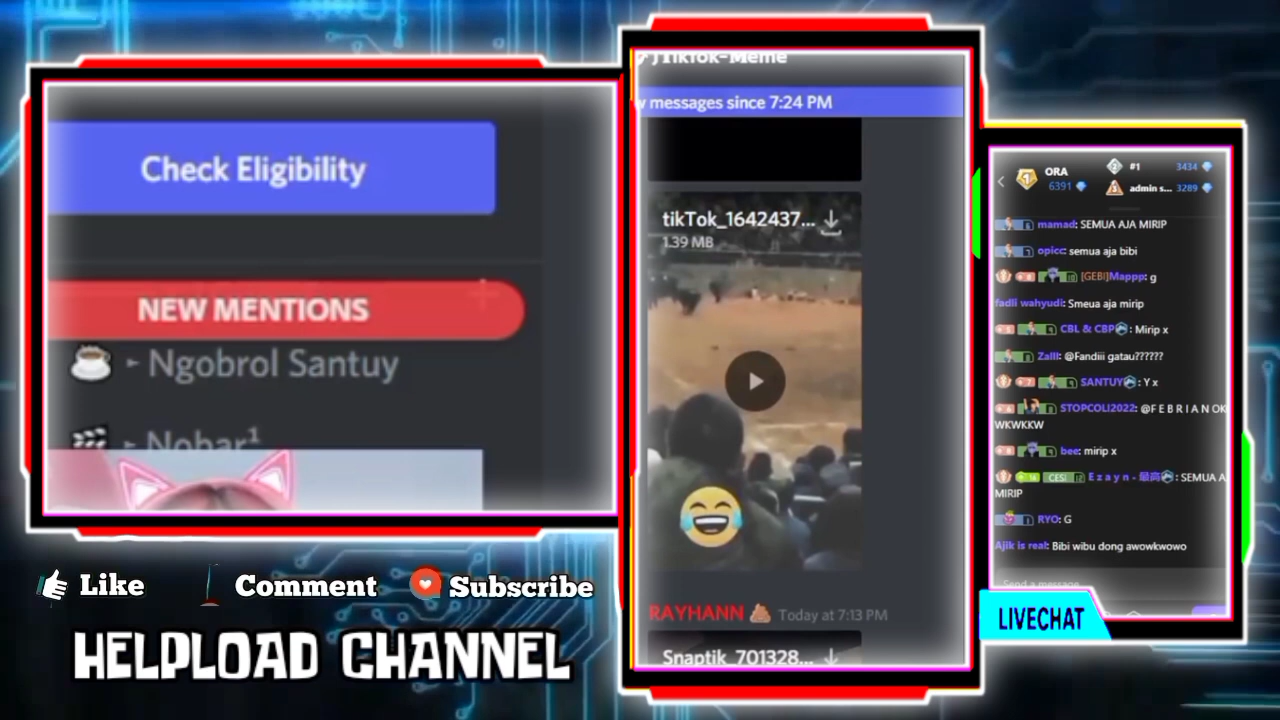 Check Eligibility
NEW MENTIONS
- Ngobrol Santuy
- Nobar¹
Like
Comment
Subscribe
HELPLOAD CHANNEL
TikTok-Meme
w messages since 7:24 PM
tikTok_1642437...
1.39 MB
RAYHANN 💩 Today at 7:13 PM
Snaptik_701328...
ORA
6391
2 #1 3434
3 admin s... 3289
mamad: SEMUA AJA MIRIP
opicc: semua aja bibi
[GEBI]Mappp: g
fadli wahyudi: Smeua aja mirip
CBL & CBP: Mirip x
Zalll: @Fandiii gatau??????
SANTUY: Y x
STOPCOLI2022: @F E B R I A N OK
WKWKKW
bee: mirip x
CESI E z a y n - 最高: SEMUA A
MIRIP
RYO: G
Ajik is real: Bibi wibu dong awowkwowo
Send a message
LIVECHAT